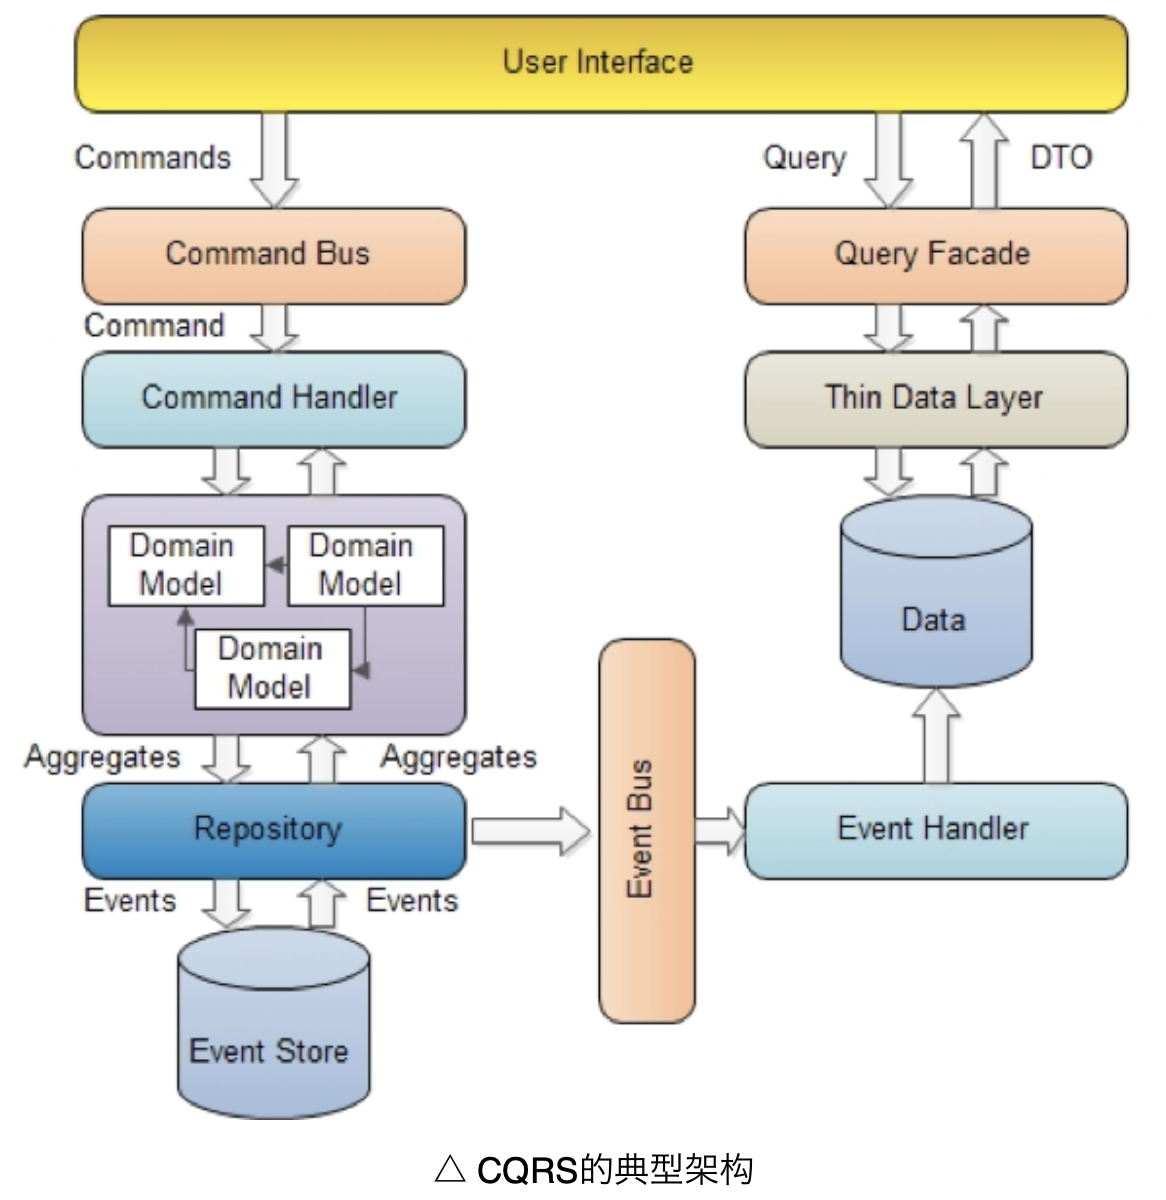 User Interface
Commands
Query
DTO
Command Bus
Query Facade
Command
Command Handler
Thin Data Layer
Domain
Model
Domain
Model
Domain
Model
Data
Aggregates
Aggregates
Event Bus
Repository
Event Handler
Events
Events
Event Store
△ CQRS的典型架构